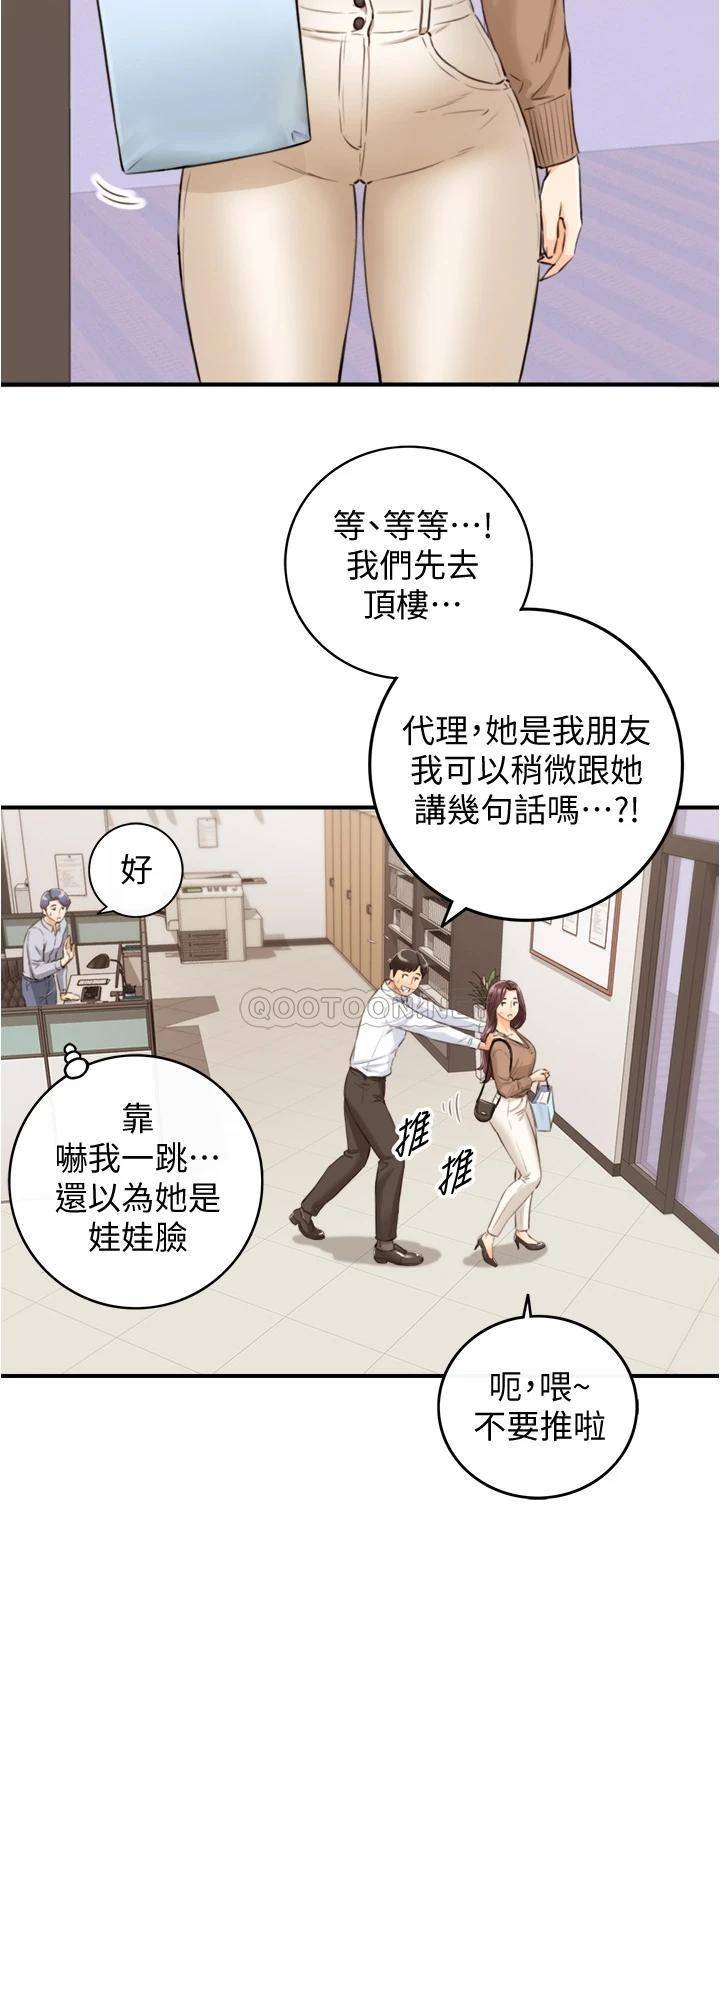 等、等等…!
我們先去
頂樓…
代理,她是我朋友
我可以稍微跟她
講幾句話嗎…?!
好
QOOTOON.NET
靠
嚇我一跳…
還以為她是
娃娃臉
推
推
呃,喂~
不要推啦